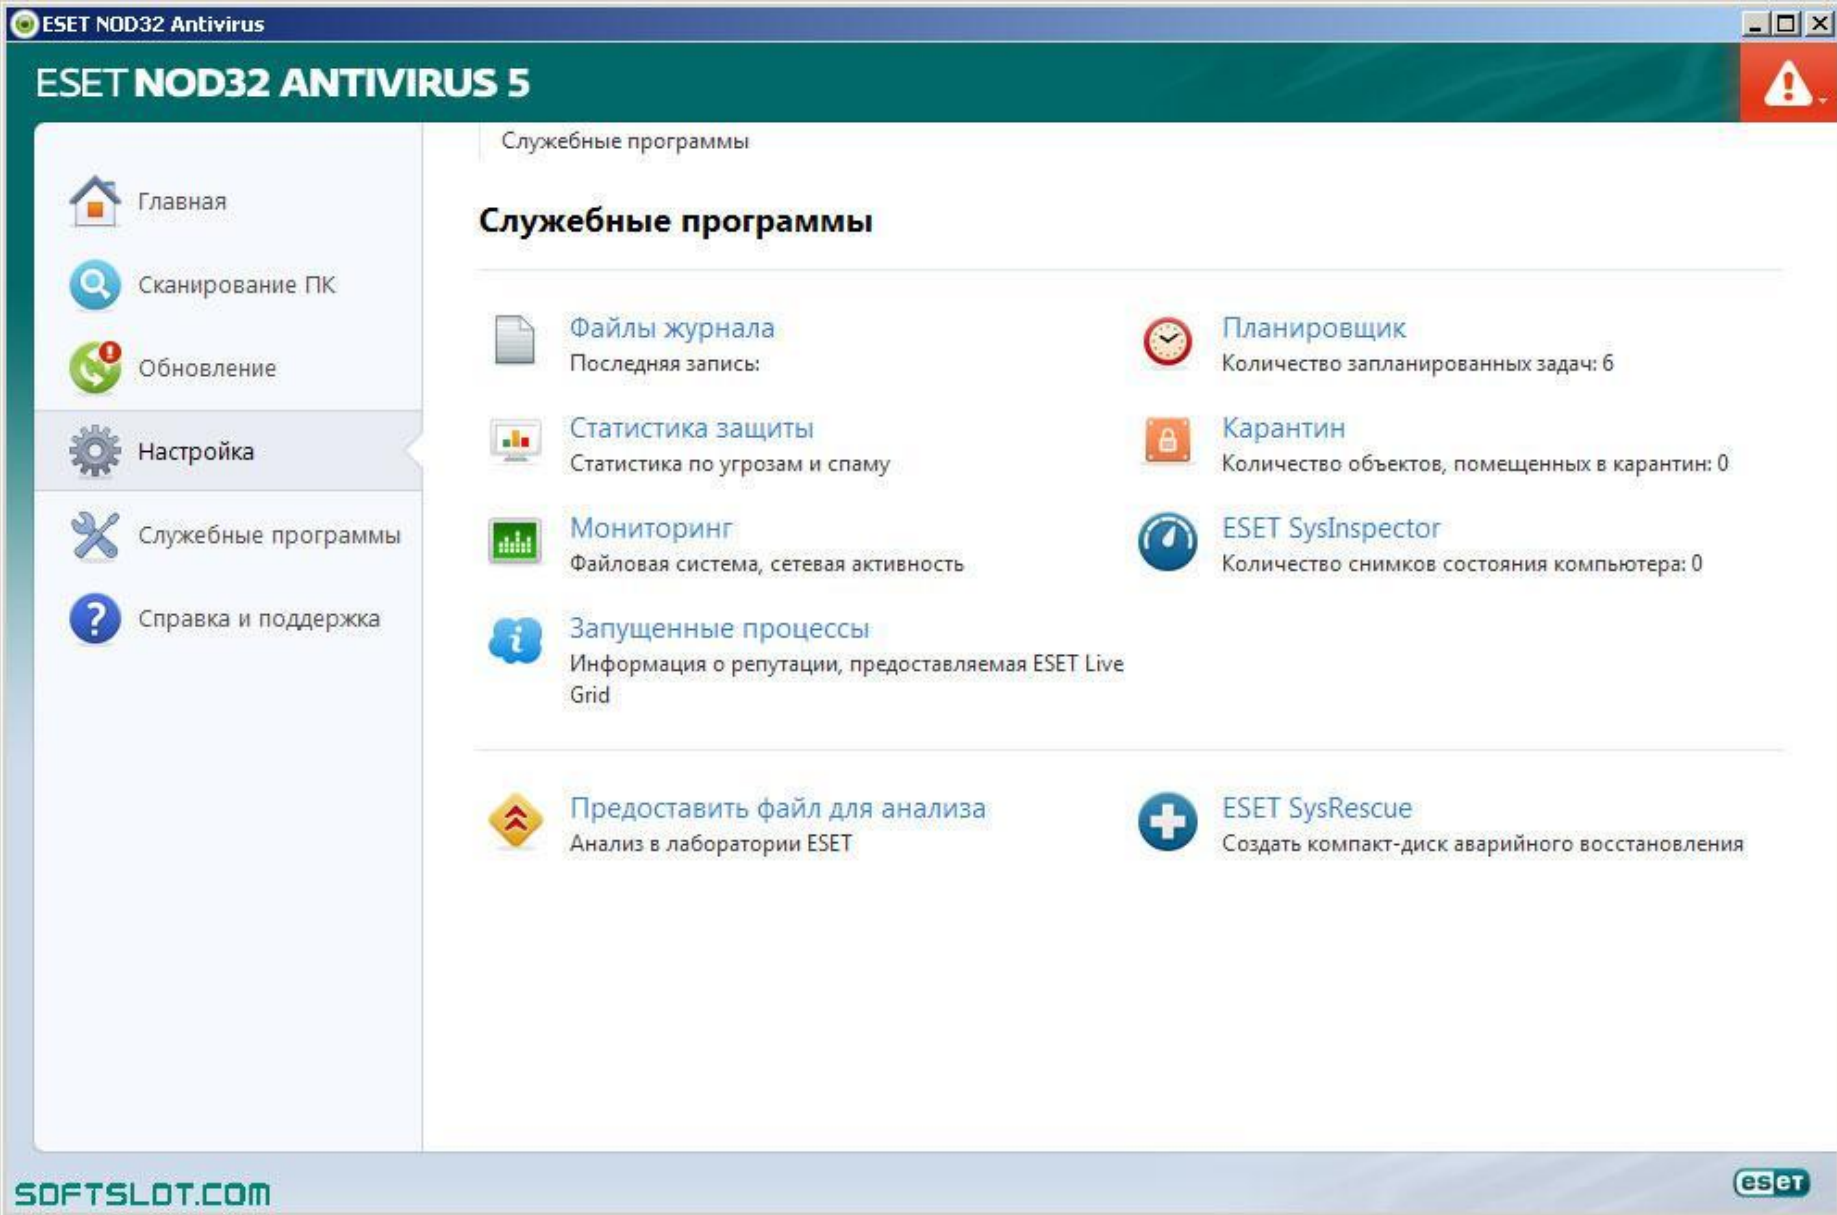 ESET NOD32 Antivirus
ESET NOD32 ANTIVIRUS 5
Главная
Сканирование ПК
Обновление
Настройка
Служебные программы
Справка и поддержка
Служебные программы
Служебные программы
Файлы журнала
Последняя запись:
Планировщик
Количество запланированных задач: 6
Статистика защиты
Статистика по угрозам и спаму
Карантин
Количество объектов, помещенных в карантин: 0
Мониторинг
Файловая система, сетевая активность
ESET SysInspector
Количество снимков состояния компьютера: 0
Запущенные процессы
Информация о репутации, предоставляемая ESET Live
Grid
Предоставить файл для анализа
Анализ в лаборатории ESET
ESET SysRescue
Создать компакт-диск аварийного восстановления
SOFTSLOT.COM
eset